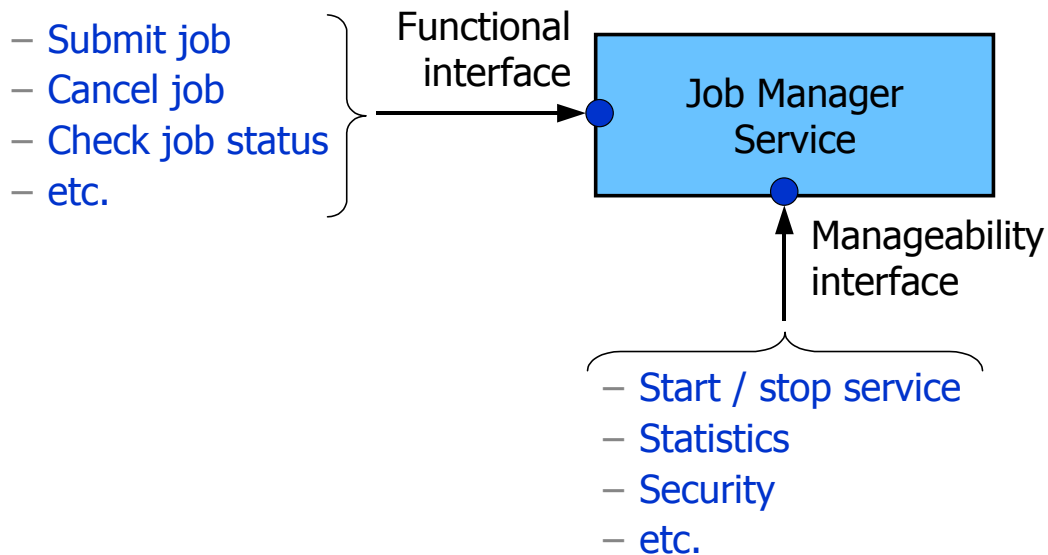 – Submit job
– Cancel job
– Check job status
– etc.
Functional
interface
Job Manager
Service
Manageability
interface
– Start / stop service
– Statistics
– Security
– etc.